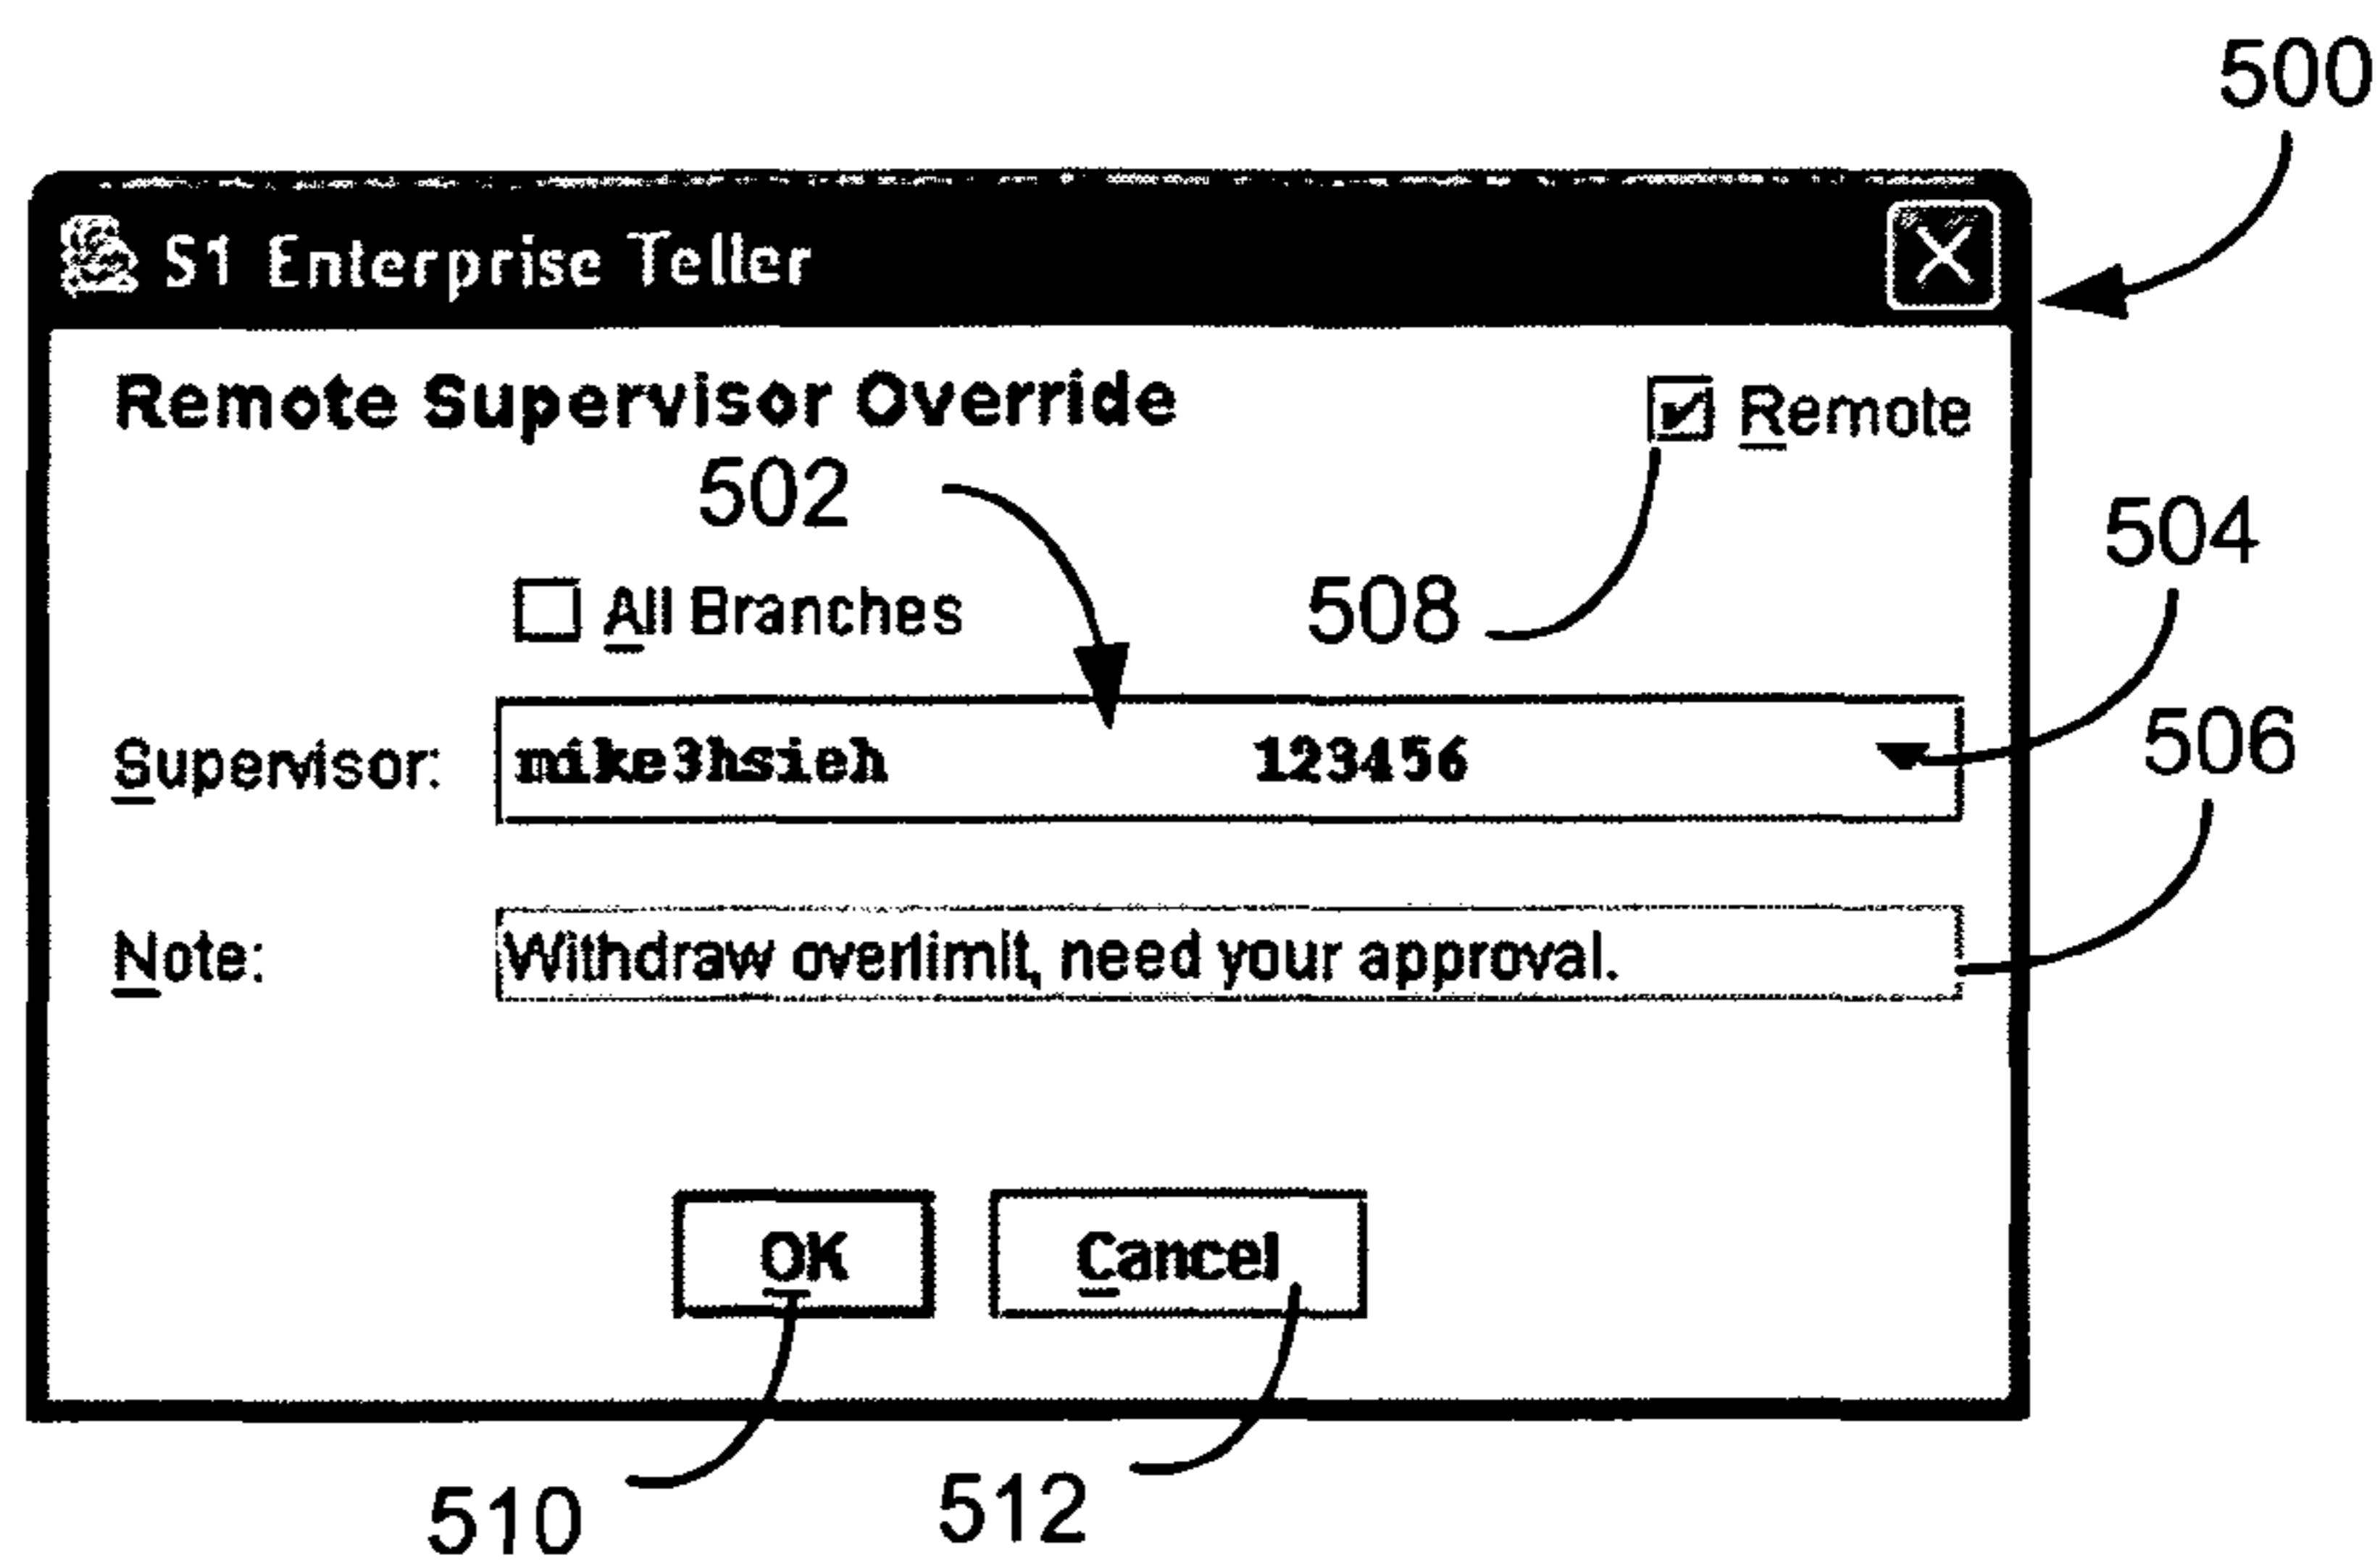 500
S1 Enterprise Teller
Remote Supervisor Override
Remote
502
504
All Branches
508
Supervisor: mike3hsieh 123456
506
Note: Withdraw overlimit, need your approval.
OK Cancel
510 512